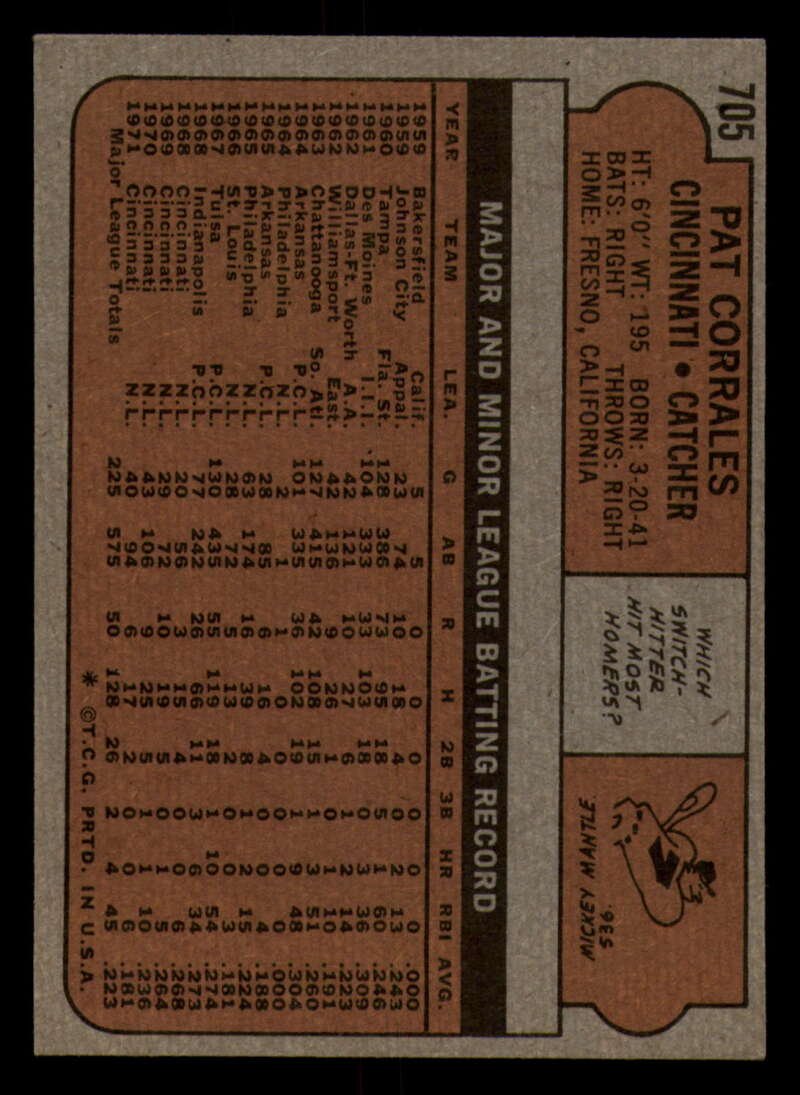 705
PAT CORRALES
CINCINNATI • CATCHER
HT: 6'0" WT: 195 BORN: 3-20-41
BATS: RIGHT THROWS: RIGHT
HOME: FRESNO, CALIFORNIA
WHICH
SWITCH-
HITTER
HIT MOST
HOMERS?
536
MICKEY MANTLE
MAJOR AND MINOR LEAGUE BATTING RECORD
YEAR TEAM LEA. G AB R H 2B 3B HR RBI AVG.
1959 Bakersfield Calif. 5 5 0 0 0 0 0 0 .000
1959 Johnson City Appal. 23 74 10 18 4 0 2 13 .243
1960 Tampa Fla. St. 128 386 73 95 18 5 1 60 .246
1961 Des Moines I.I.I. 104 333 33 103 18 0 3 36 .309
1962 Dallas-Ft. Worth A.A. 42 121 10 27 6 1 2 14 .223
1962 Williamsport East. 42 136 9 26 1 0 1 10 .191
1963 Chattanooga So. Atl. 127 415 42 108 15 1 3 51 .260
1964 Arkansas P.C.L. 101 335 36 102 19 1 9 48 .304
1964 Philadelphia N.L. 2 1 1 0 0 0 0 0 .000
1965 Arkansas P.C.L. 28 85 6 16 4 0 0 4 .188
1965 Philadelphia N.L. 63 174 16 39 8 1 2 15 .224
1966 St. Louis N.L. 28 72 5 13 2 0 0 3 .181
1967 Tulsa P.C.L. 130 435 55 119 18 1 10 54 .274
1968 Indianapolis P.C.L. 77 242 26 66 11 3 6 34 .273
1968 Cincinnati N.L. 20 56 3 15 4 0 0 6 .268
1969 Cincinnati N.L. 29 72 10 19 5 0 1 5 .264
1970 Cincinnati N.L. 43 106 9 25 5 1 1 10 .236
1971 Cincinnati N.L. 40 94 6 17 2 0 0 6 .181
Major League Totals 225 575 50 128 26 2 4 45 .223
* ©T.C.G. PRTD. IN U.S.A.